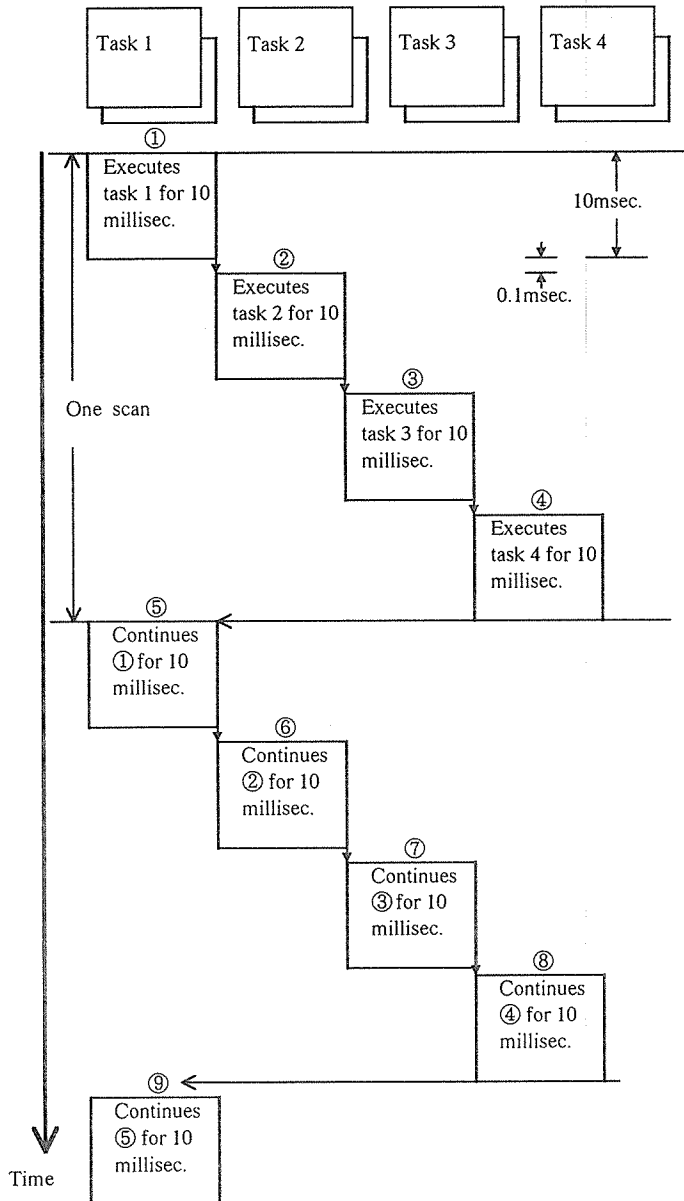 Task 1
Task 2
Task 3
Task 4
①
Executes
task 1 for 10
millisec.
10msec.
0.1msec.
②
Executes
task 2 for 10
millisec.
③
Executes
task 3 for 10
millisec.
One scan
④
Executes
task 4 for 10
millisec.
⑤
Continues
① for 10
millisec.
⑥
Continues
② for 10
millisec.
⑦
Continues
③ for 10
millisec.
⑧
Continues
④ for 10
millisec.
⑨
Continues
⑤ for 10
millisec.
Time